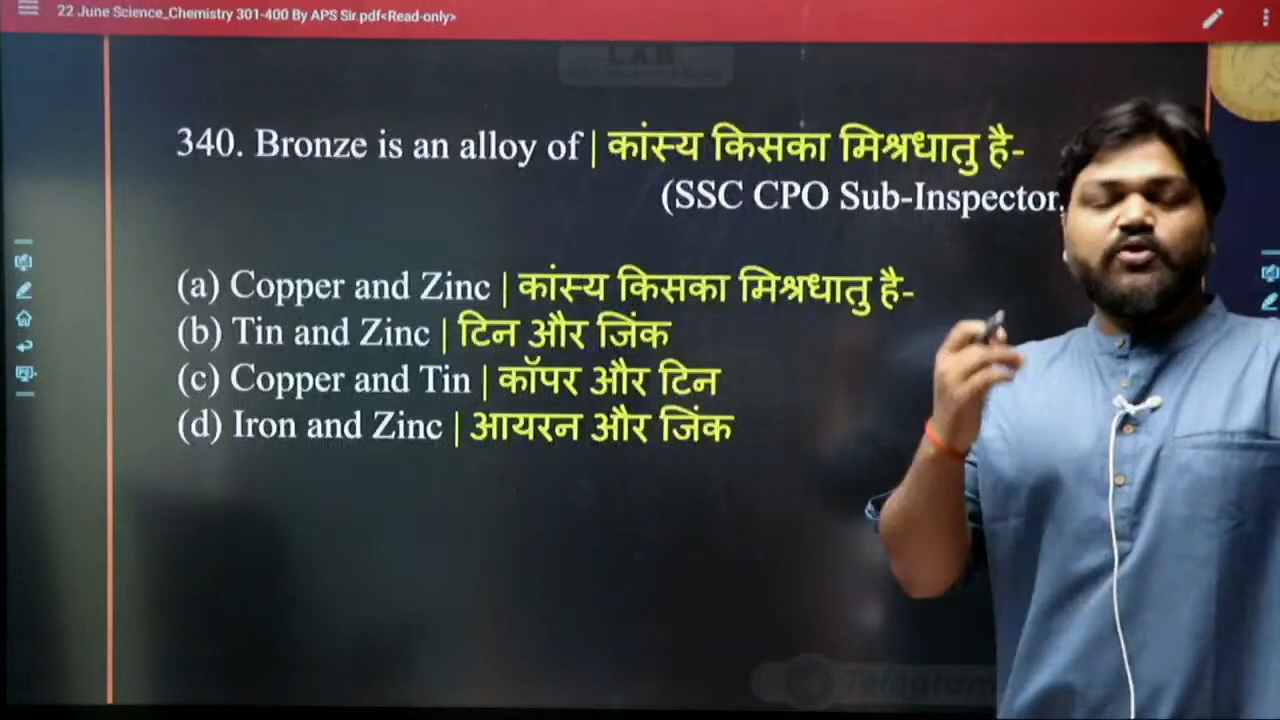 22 June Science_Chemistry 301-400 By APS Sir.pdf<Read-only>
340. Bronze is an alloy of | कांस्य किसका मिश्रधातु है-
(SSC CPO Sub-Inspector.
(a) Copper and Zinc | कांस्य किसका मिश्रधातु है-
(b) Tin and Zinc | टिन और जिंक
(c) Copper and Tin | कॉपर और टिन
(d) Iron and Zinc | आयरन और जिंक
Telegram